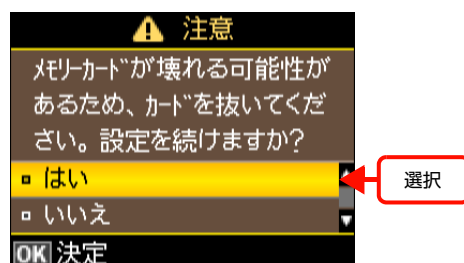 注意
メモリーカードが壊れる可能性が
あるため、カードを抜いてくだ
さい。設定を続けますか?
はい
選択
いいえ
OK 決定